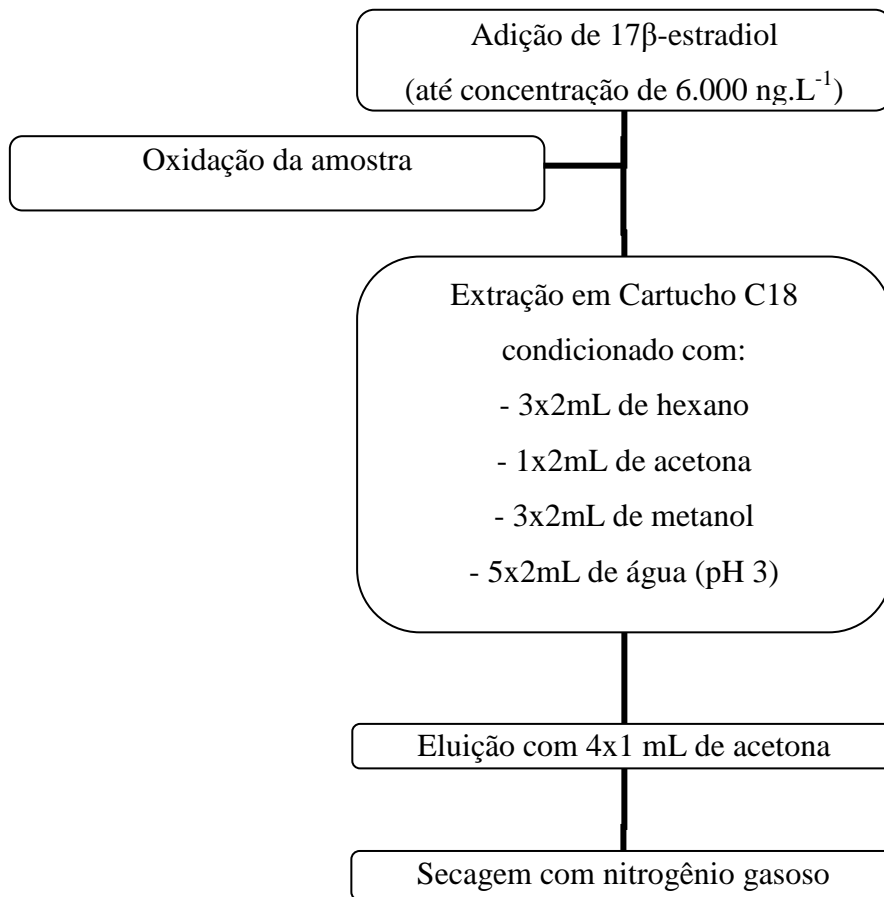 Adição de 17β-estradiol
(até concentração de 6.000 ng.L⁻¹)
Oxidação da amostra
Extração em Cartucho C18
condicionado com:
- 3x2mL de hexano
- 1x2mL de acetona
- 3x2mL de metanol
- 5x2mL de água (pH 3)
Eluição com 4x1 mL de acetona
Secagem com nitrogênio gasoso